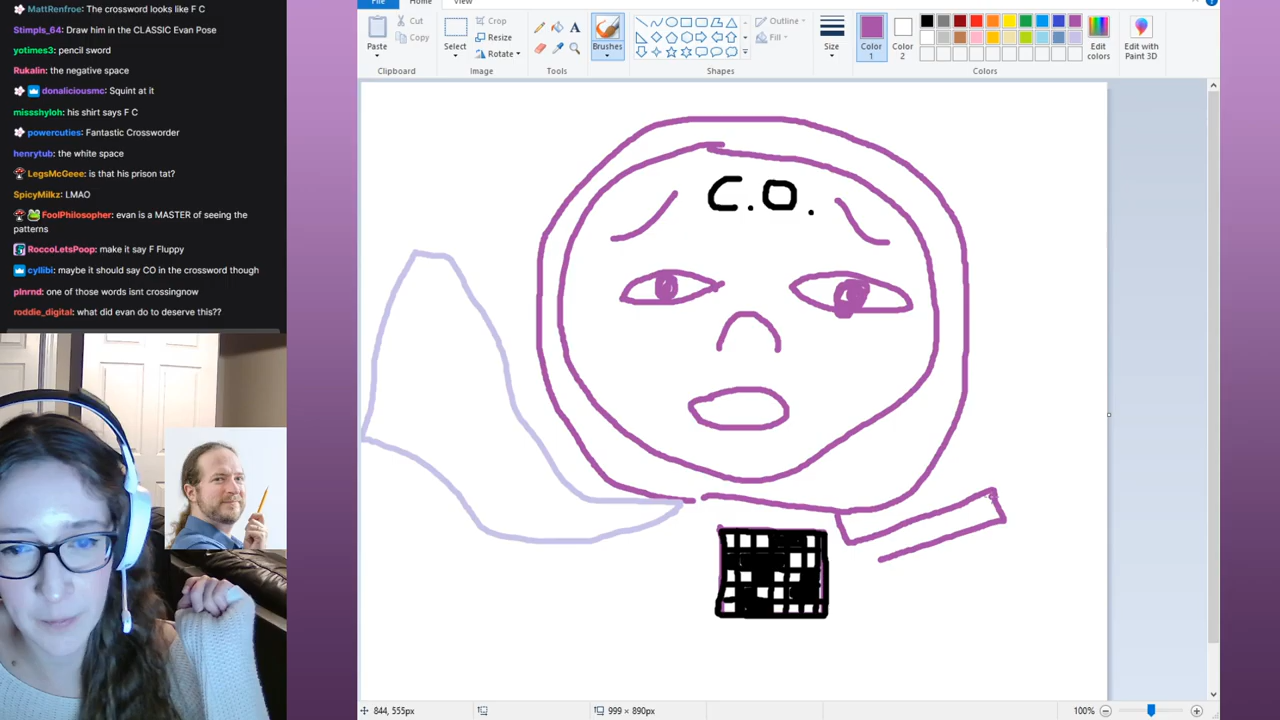 MattRenfroe: The crossword looks like F C
Stimpls_64: Draw him in the CLASSIC Evan Pose
yotimes3: pencil sword
Rukalin: the negative space
donaliciousmc: Squint at it
missshyloh: his shirt says F C
powercuties: Fantastic Crossworder
henrytub: the white space
LegsMcGeee: is that his prison tat?
SpicyMilkz: LMAO
FoolPhilosopher: evan is a MASTER of seeing the
patterns
RoccoLetsPoop: make it say F Fluppy
cyllibi: maybe it should say CO in the crossword though
plnrnd: one of those words isnt crossingnow
roddie_digital: what did evan do to deserve this??
File Home View
Paste
Cut
Copy
Clipboard
Select
Crop
Resize
Rotate
Image
A
Tools
Brushes
Outline
Fill
Shapes
Size
Color
1
Color
2
Edit
colors
Colors
Edit with
Paint 3D
C.O.
844, 555px
999 × 890px
100%